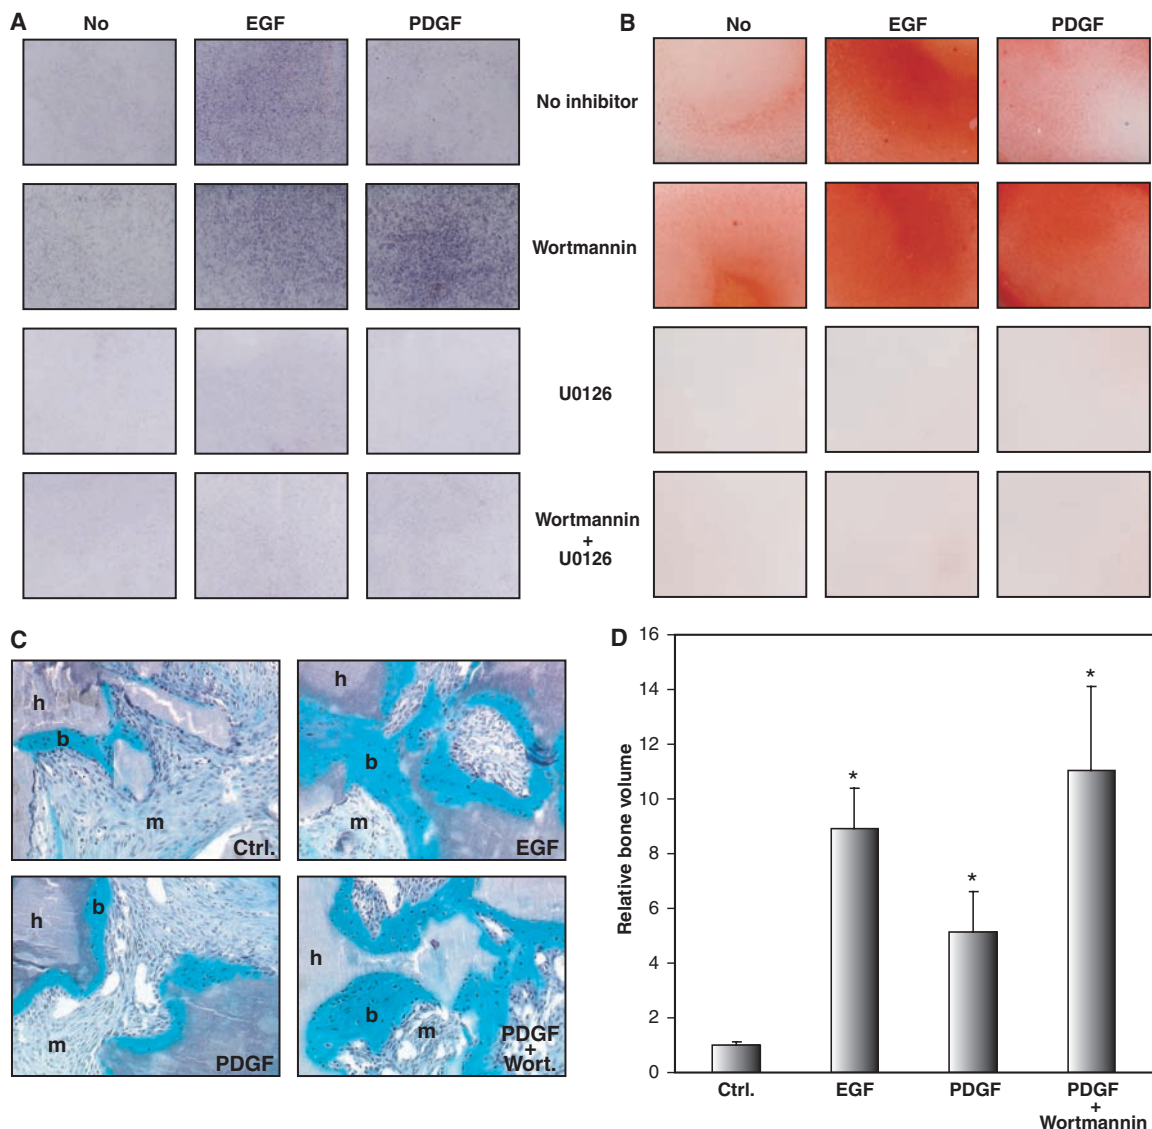 A
No
EGF
PDGF
B
No
EGF
PDGF
No inhibitor
Wortmannin
U0126
Wortmannin
+
U0126
C
h
b
m
Ctrl.
h
b
m
EGF
h
b
m
PDGF
h
b
m
PDGF
+
Wort.
D
Relative bone volume
16
14
12
10
8
6
4
2
0
*
*
*
Ctrl.
EGF
PDGF
PDGF
+
Wortmannin